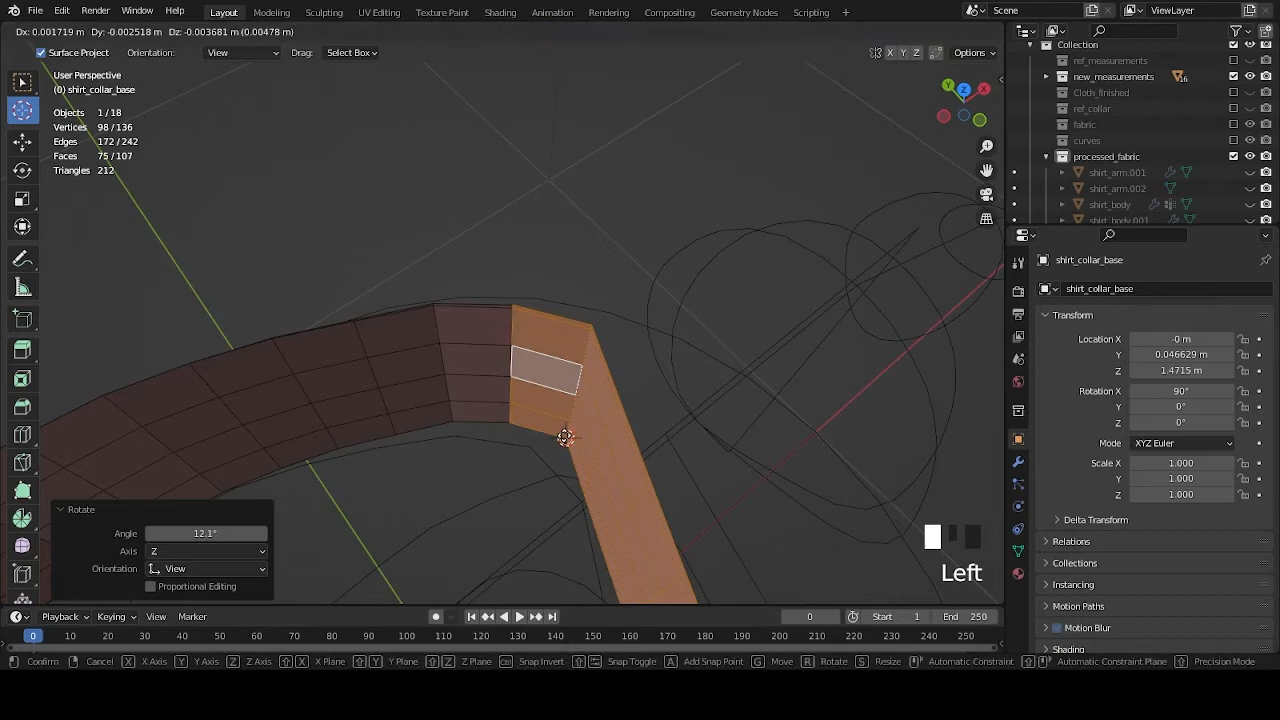 File Edit Render Window Help Layout Modeling Sculpting UV Editing Texture Paint Shading Animation Rendering Compositing Geometry Nodes Scripting + Scene ViewLayer
Dx: 0.001719 m Dy: -0.002518 m Dz: -0.003681 m (0.00478 m)
Surface Project Orientation: View Drag: Select Box X Y Z Options
User Perspective
(0) shirt_collar_base
Objects 1/18
Vertices 98/136
Edges 172/242
Faces 75/107
Triangles 212
Y Z X
Collection
ref_measurements
new_measurements 16
Cloth_finished
ref_collar
fabric
curves
processed_fabric
shirt_arm.001
shirt_arm.002
shirt_body
shirt_body.001
shirt_collar_base
shirt_collar_base
Transform
Location X -0 m
Y 0.046629 m
Z 1.4715 m
Rotation X 90°
Y 0°
Z 0°
Mode XYZ Euler
Scale X 1.000
Y 1.000
Z 1.000
Delta Transform
Relations
Collections
Instancing
Motion Paths
Motion Blur
Shading
Rotate
Angle 12.1°
Axis Z
Orientation View
Proportional Editing
Left
Playback Keying View Marker 0 Start 1 End 250
0 10 20 30 40 50 60 70 80 90 100 110 120 130 140 150 160 170 180 190 200 210 220 230 240 250
Confirm Cancel X X Axis Y Y Axis Z Z Axis X X Plane Y Y Plane Z Z Plane Snap Invert Snap Toggle A Add Snap Point G Move R Rotate S Resize Automatic Constraint Automatic Constraint Plane Precision Mode